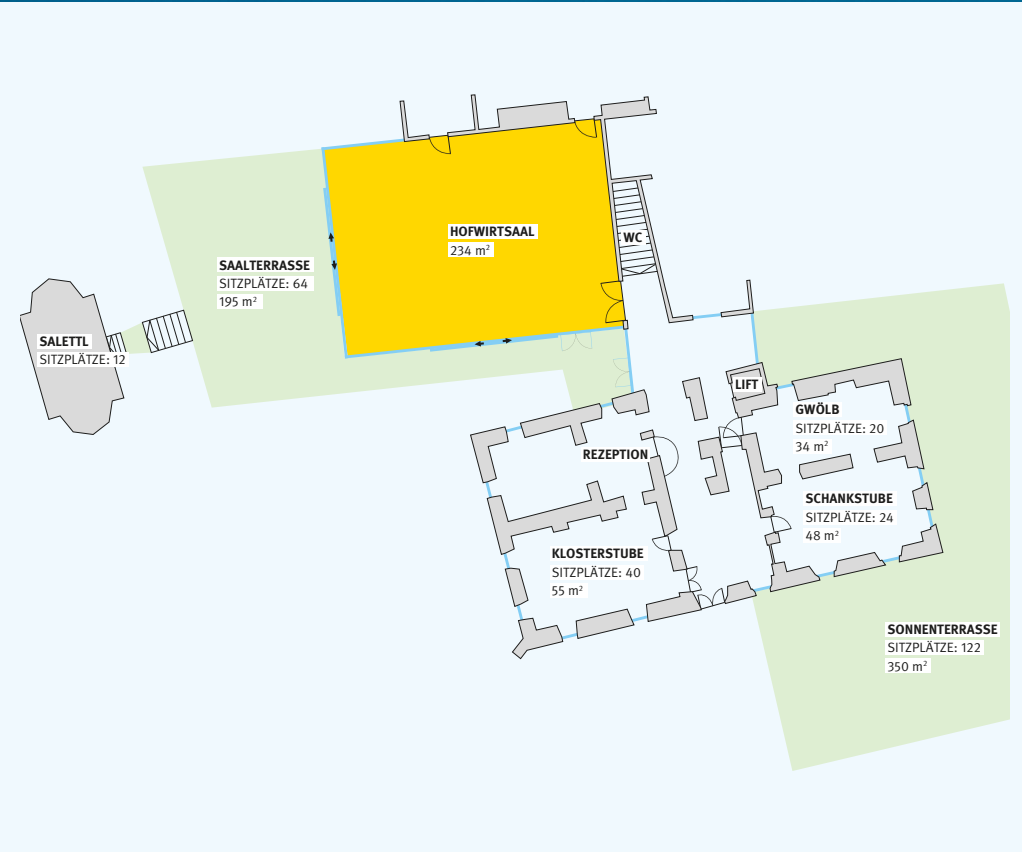 HOFWIRTSAAL
234 m²
WC
SAALTERRASSE
SITZPLÄTZE: 64
195 m²
SALETTL
SITZPLÄTZE: 12
LIFT
GWÖLB
SITZPLÄTZE: 20
34 m²
REZEPTION
SCHANKSTUBE
SITZPLÄTZE: 24
48 m²
KLOSTERSTUBE
SITZPLÄTZE: 40
55 m²
SONNENTERRASSE
SITZPLÄTZE: 122
350 m²